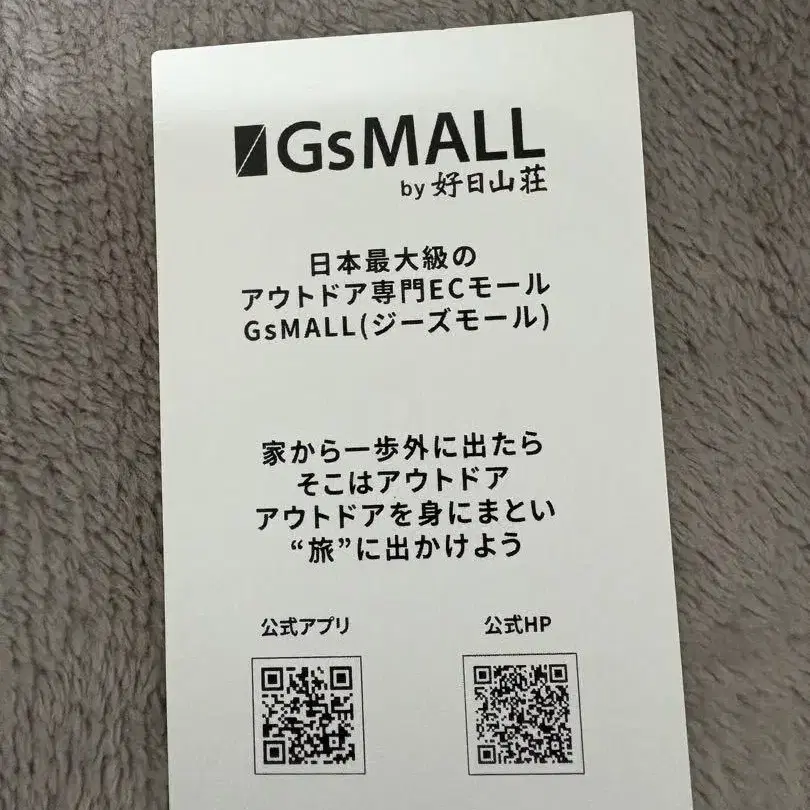 GsMALL
by 好日山荘
日本最大級の
アウトドア専門ECモール
GsMALL(ジーズモール)
家から一歩外に出たら
そこはアウトドア
アウトドアを身にまとい
“旅”に出かけよう
公式アプリ
公式HP